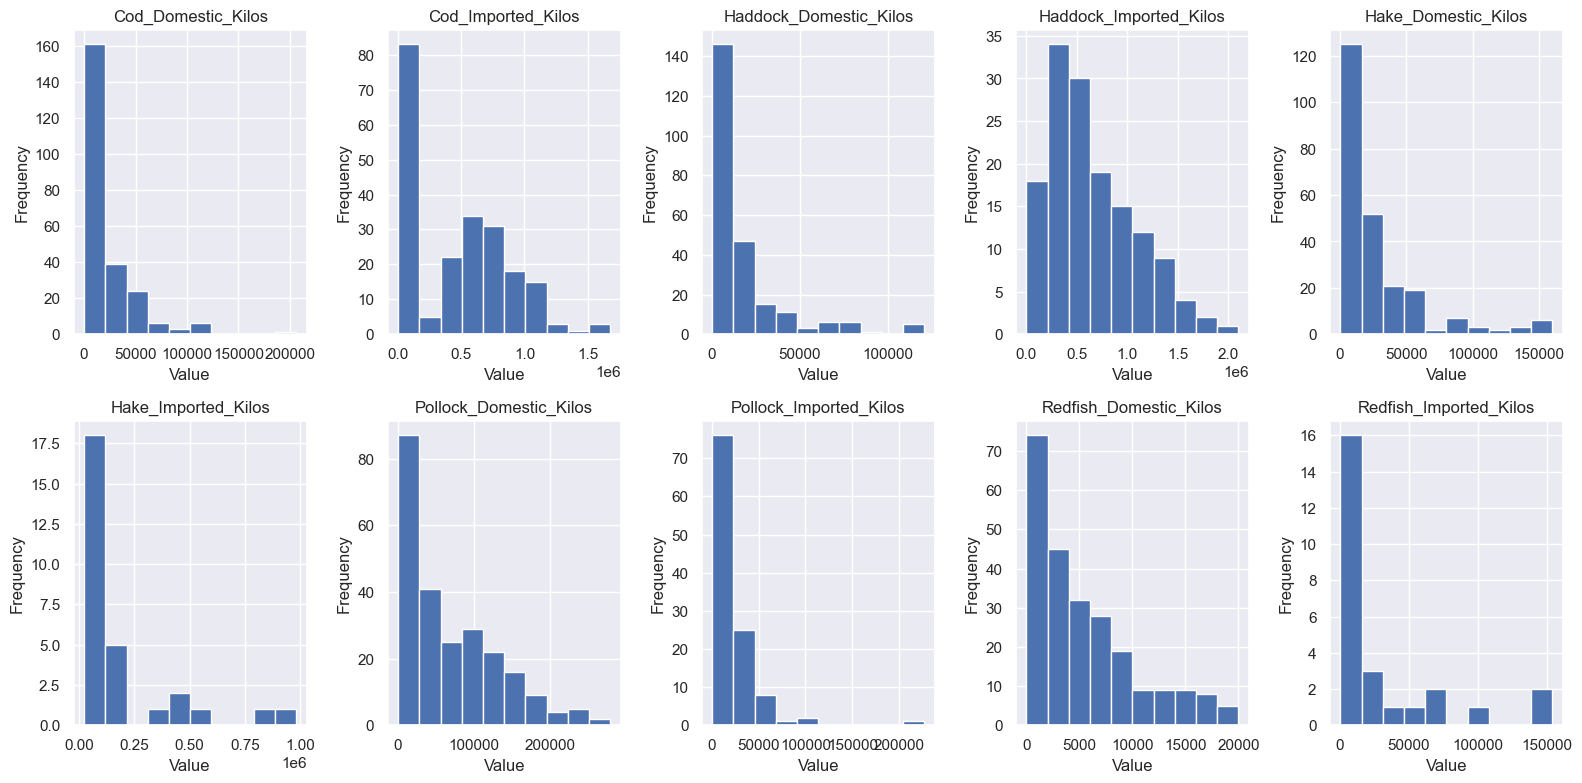 Cod_Domestic_Kilos
160
140
120
100
80
60
40
20
0
Frequency
0 50000 100000 150000 200000
Value
Cod_Imported_Kilos
80
70
60
50
40
30
20
10
0
Frequency
0.0 0.5 1.0 1.5
1e6
Value
Haddock_Domestic_Kilos
140
120
100
80
60
40
20
0
Frequency
0 50000 100000
Value
Haddock_Imported_Kilos
35
30
25
20
15
10
5
0
Frequency
0.0 0.5 1.0 1.5 2.0
1e6
Value
Hake_Domestic_Kilos
120
100
80
60
40
20
0
Frequency
0 50000 100000 150000
Value
Hake_Imported_Kilos
17.5
15.0
12.5
10.0
7.5
5.0
2.5
0.0
Frequency
0.00 0.25 0.50 0.75 1.00
1e6
Value
Pollock_Domestic_Kilos
80
60
40
20
0
Frequency
0 100000 200000
Value
Pollock_Imported_Kilos
70
60
50
40
30
20
10
0
Frequency
0 50000 100000 150000 200000
Value
Redfish_Domestic_Kilos
70
60
50
40
30
20
10
0
Frequency
0 5000 10000 15000 20000
Value
Redfish_Imported_Kilos
16
14
12
10
8
6
4
2
0
Frequency
0 50000 100000 150000
Value